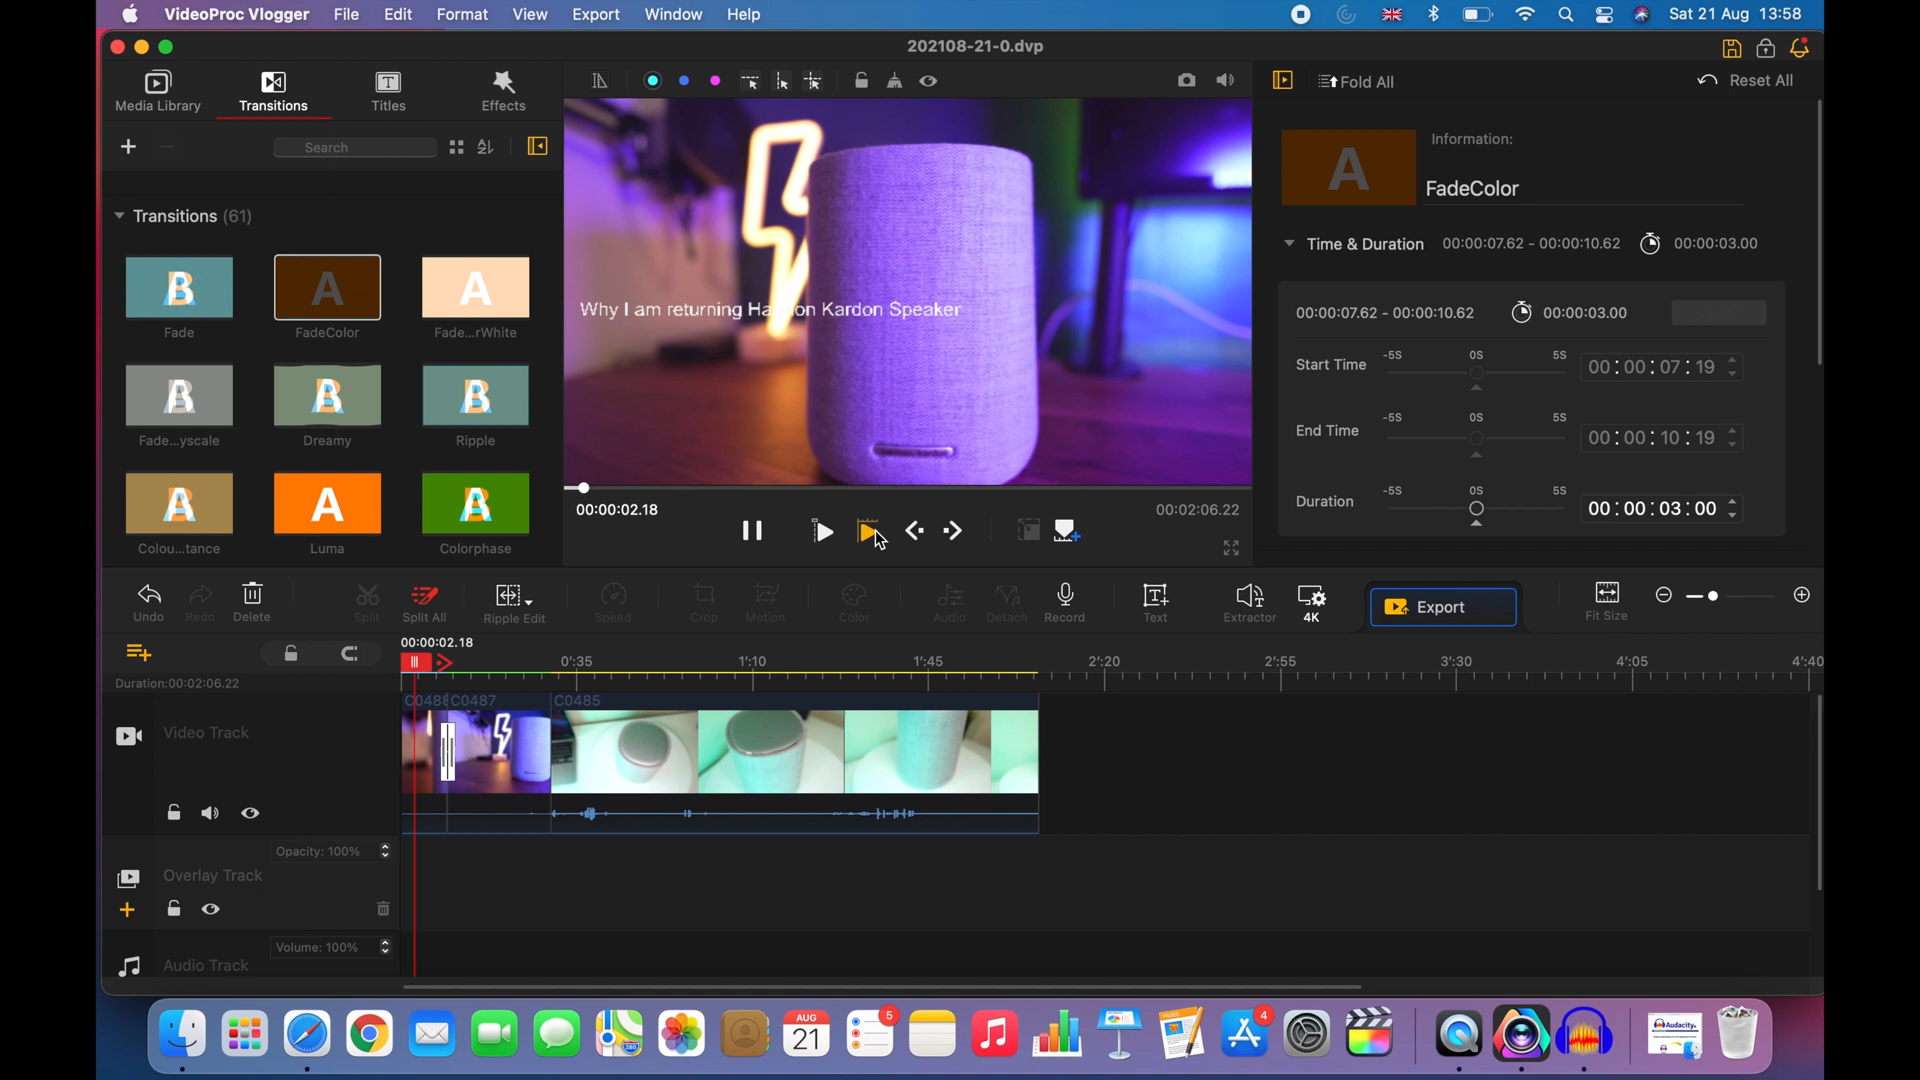 VideoProc Vlogger File Edit Format View Export Window Help
Sat 21 Aug 13:58
202108-21-0.dvp
Media Library
Transitions
Titles
Effects
Fold All
Reset All
Search
Transitions (61)
Fade
FadeColor
Fade...rWhite
Fade...yscale
Dreamy
Ripple
Colou...tance
Luma
Colorphase
Why I am returning Ha on Kardon Speaker
00:00:02.18
00:02:06.22
Information:
FadeColor
Time & Duration 00:00:07.62 - 00:00:10.62 00:00:03.00
00:00:07.62 - 00:00:10.62 00:00:03.00
Start Time -5S 0S 5S 00:00:07:19
End Time -5S 0S 5S 00:00:10:19
Duration -5S 0S 5S 00:00:03:00
Undo
Redo
Delete
Split
Split All
Ripple Edit
Speed
Crop
Motion
Color
Audio
Detach
Record
Text
Extractor
4K
Export
Fit Size
00:00:02.18
0':35 1':10 1':45 2':20 2':55 3':30 4':05 4':40
Duration:00:02:06.22
C0487
C0485
Video Track
Opacity: 100%
Overlay Track
Volume: 100%
Audio Track
AUG
21
5
4
280
Audacity